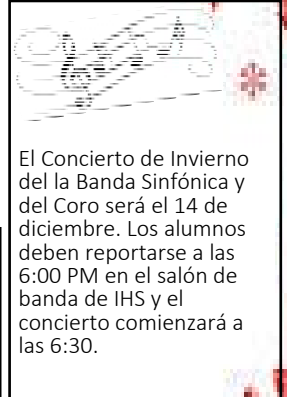 El Concierto de Invierno
del la Banda Sinfónica y
del Coro será el 14 de
diciembre. Los alumnos
deben reportarse a las
6:00 PM en el salón de
banda de IHS y el
concierto comienzará a
las 6:30.